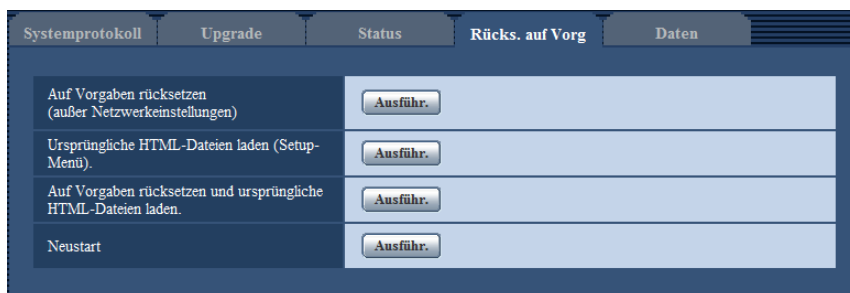 Systemprotokoll
Upgrade
Status
Rücks. auf Vorg
Daten
Auf Vorgaben rücksetzen
(außer Netzwerkeinstellungen)
Ausführ.
Ursprüngliche HTML-Dateien laden (Setup-
Menü).
Ausführ.
Auf Vorgaben rücksetzen und ursprüngliche
HTML-Dateien laden.
Ausführ.
Neustart
Ausführ.